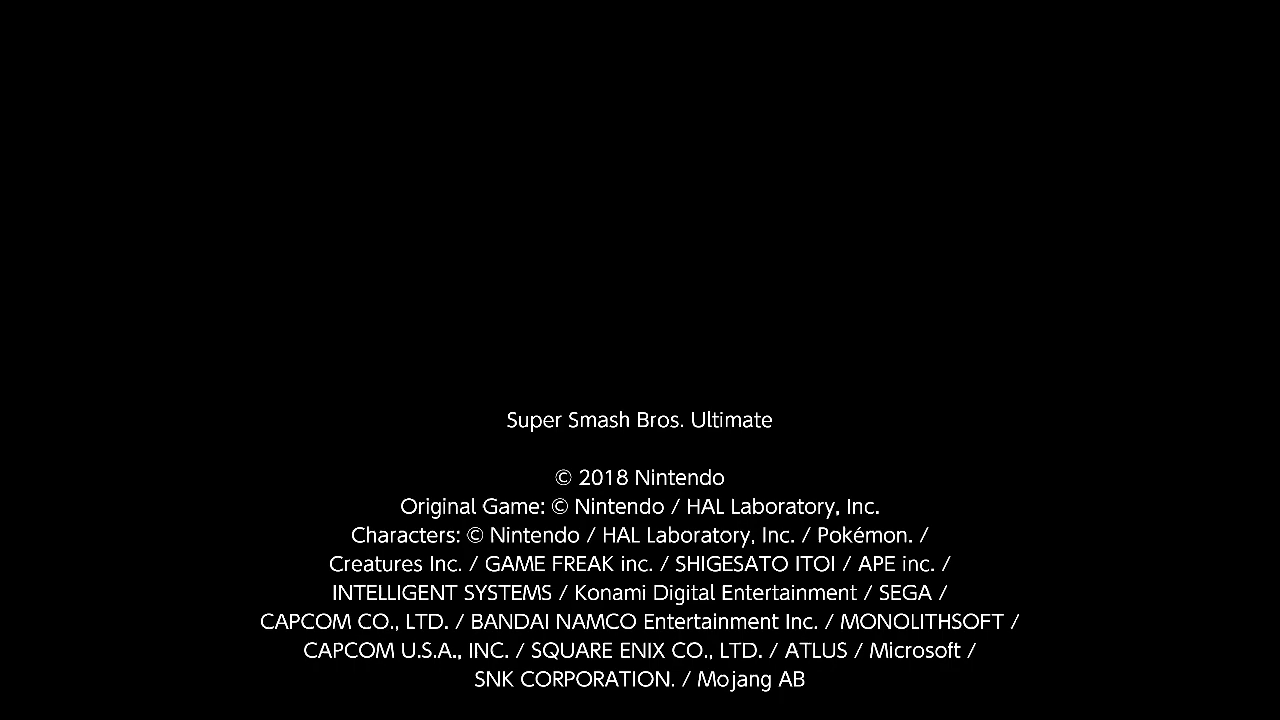 Super Smash Bros. Ultimate
© 2018 Nintendo
Original Game: © Nintendo / HAL Laboratory, Inc.
Characters: © Nintendo / HAL Laboratory, Inc. / Pokémon. /
Creatures Inc. / GAME FREAK inc. / SHIGESATO ITOI / APE inc. /
INTELLIGENT SYSTEMS / Konami Digital Entertainment / SEGA /
CAPCOM CO., LTD. / BANDAI NAMCO Entertainment Inc. / MONOLITHSOFT /
CAPCOM U.S.A., INC. / SQUARE ENIX CO., LTD. / ATLUS / Microsoft /
SNK CORPORATION. / Mojang AB